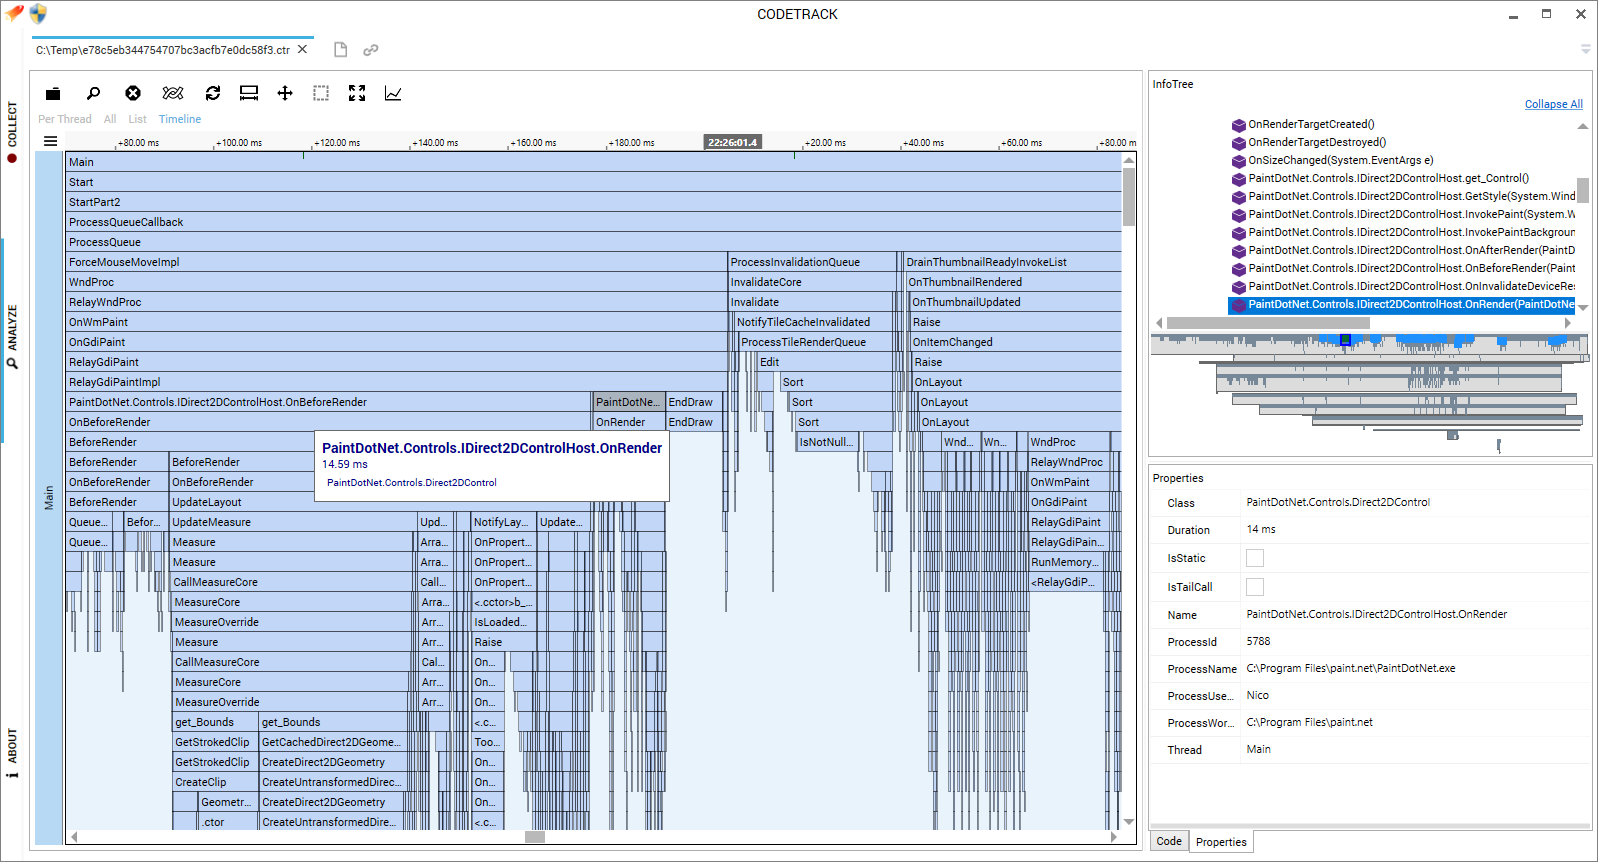 CODETRACK
C:\Temp\e78c5eb344754707bc3acfb7e0dc58f3.ctr
COLLECT
ANALYZE
ABOUT
Per Thread All List Timeline
+80.00 ms +100.00 ms +120.00 ms +140.00 ms +160.00 ms +180.00 ms 22:26:01.4 +20.00 ms +40.00 ms +60.00 ms +80.00 m
Main
Main
Start
StartPart2
ProcessQueueCallback
ProcessQueue
ForceMouseMoveImpl ProcessInvalidationQueue DrainThumbnailReadyInvokeList
WndProc InvalidateCore OnThumbnailRendered
RelayWndProc Invalidate OnThumbnailUpdated
OnWmPaint NotifyTileCacheInvalidated Raise
OnGdiPaint ProcessTileRenderQueue OnItemChanged
RelayGdiPaint Edit Raise
RelayGdiPaintImpl Sort OnLayout
PaintDotNet.Controls.IDirect2DControlHost.OnBeforeRender PaintDotNe... EndDraw Sort OnLayout
OnBeforeRender OnRender EndDraw Sort OnLayout
BeforeRender IsNotNull... Wnd... Wn... WndProc
BeforeRender BeforeRender RelayWndProc
OnBeforeRender OnBeforeRender OnWmPaint
BeforeRender UpdateLayout OnGdiPaint
Queue... Befor... UpdateMeasure Upd... NotifyLay... Update... RelayGdiPaint
Queue... Measure Arra... OnPropert... RelayGdiPain...
Measure Arra... OnPropert... RunMemory...
CallMeasureCore Call... OnPropert... <RelayGdiP...
MeasureCore Arra... <.cctor>b_...
MeasureOverride Arr... IsLoaded...
Measure Arr... Raise
CallMeasureCore Cal... On...
MeasureCore Arr... On...
MeasureOverride Arr... On...
get_Bounds get_Bounds <.c...
GetStrokedClip GetCachedDirect2DGeome... Too...
GetStrokedClip CreateDirect2DGeometry On...
CreateClip CreateUntransformedDirec... On...
Geometr... CreateDirect2DGeometry On...
.ctor CreateUntransformedDire... <.c...
PaintDotNet.Controls.IDirect2DControlHost.OnRender
14.59 ms
PaintDotNet.Controls.Direct2DControl
InfoTree
Collapse All
OnRenderTargetCreated()
OnRenderTargetDestroyed()
OnSizeChanged(System.EventArgs e)
PaintDotNet.Controls.IDirect2DControlHost.get_Control()
PaintDotNet.Controls.IDirect2DControlHost.GetStyle(System.Wind
PaintDotNet.Controls.IDirect2DControlHost.InvokePaint(System.W
PaintDotNet.Controls.IDirect2DControlHost.InvokePaintBackgroun
PaintDotNet.Controls.IDirect2DControlHost.OnAfterRender(PaintD
PaintDotNet.Controls.IDirect2DControlHost.OnBeforeRender(Paint
PaintDotNet.Controls.IDirect2DControlHost.OnInvalidateDeviceRes
PaintDotNet.Controls.IDirect2DControlHost.OnRender(PaintDotNe
Properties
Class PaintDotNet.Controls.Direct2DControl
Duration 14 ms
IsStatic
IsTailCall
Name PaintDotNet.Controls.IDirect2DControlHost.OnRender
ProcessId 5788
ProcessName C:\Program Files\paint.net\PaintDotNet.exe
ProcessUse... Nico
ProcessWor... C:\Program Files\paint.net
Thread Main
Code Properties